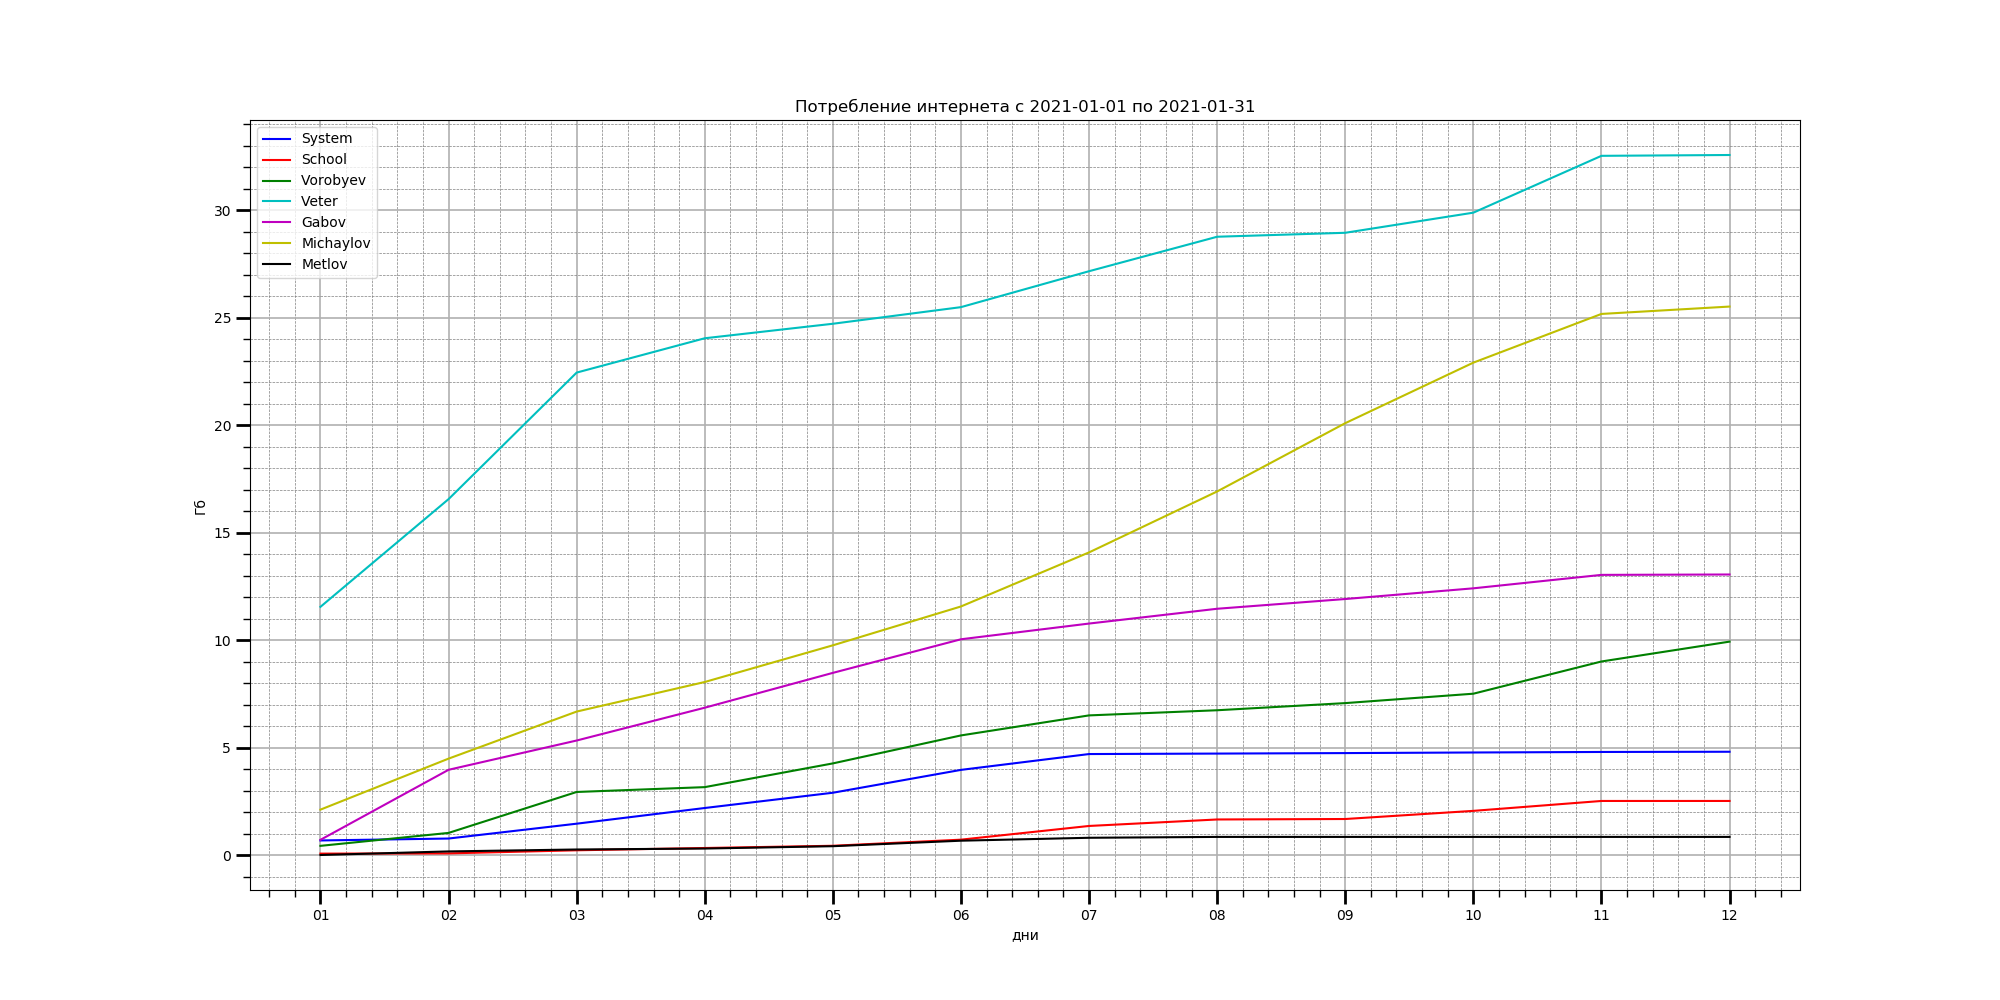 Потребление интернета с 2021-01-01 по 2021-01-31
System
School
Vorobyev
Veter
Gabov
Michaylov
Metlov
30
25
20
15
10
5
0
Гб
01 02 03 04 05 06 07 08 09 10 11 12
дни